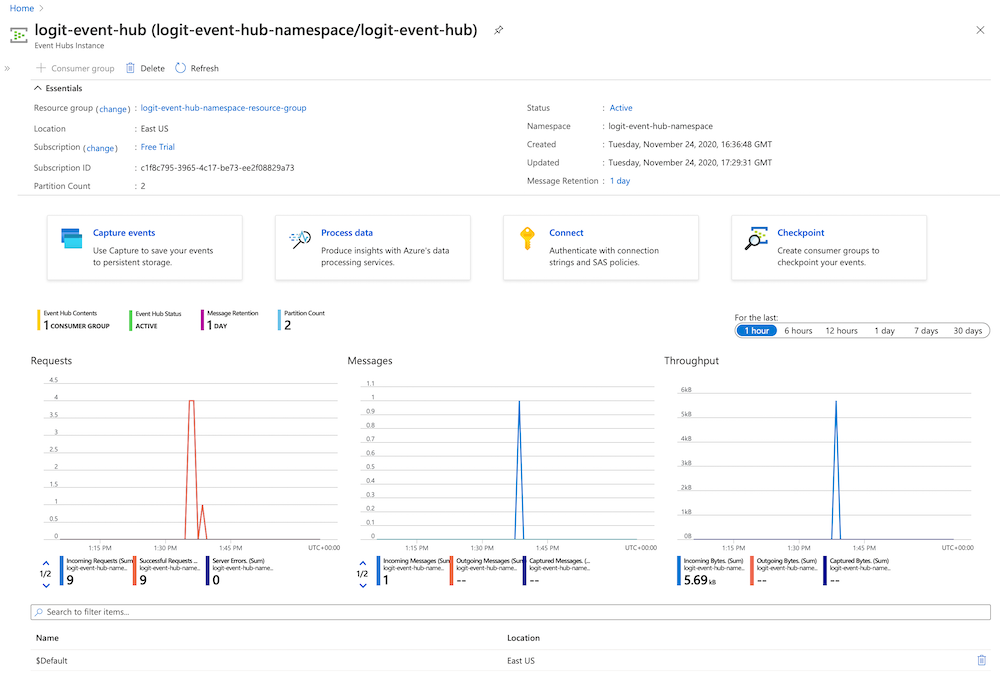 Home
logit-event-hub (logit-event-hub-namespace/logit-event-hub)
Event Hubs Instance
Consumer group Delete Refresh
Essentials
Resource group (change) : logit-event-hub-namespace-resource-group
Location : East US
Subscription (change) : Free Trial
Subscription ID : c1f8c795-3965-4c17-be73-ee2f08829a73
Partition Count : 2
Status : Active
Namespace : logit-event-hub-namespace
Created : Tuesday, November 24, 2020, 16:36:48 GMT
Updated : Tuesday, November 24, 2020, 17:29:31 GMT
Message Retention : 1 day
Capture events
Use Capture to save your events
to persistent storage.
Process data
Produce insights with Azure's data
processing services.
Connect
Authenticate with connection
strings and SAS policies.
Checkpoint
Create consumer groups to
checkpoint your events.
Event Hub Contents
1 CONSUMER GROUP
Event Hub Status
ACTIVE
Message Retention
1 DAY
Partition Count
2
For the last:
1 hour 6 hours 12 hours 1 day 7 days 30 days
Requests
4.5
4
3.5
3
2.5
2
1.5
1
0.5
0
1:15 PM 1:30 PM 1:45 PM UTC+00:00
1/2
Incoming Requests (Sum)
logit-event-hub-name...
9
Successful Requests ...
logit-event-hub-name...
9
Server Errors. (Sum)
logit-event-hub-name...
0
Messages
1.1
1
0.9
0.8
0.7
0.6
0.5
0.4
0.3
0.2
0.1
0
1:15 PM 1:30 PM 1:45 PM UTC+00:00
1/2
Incoming Messages (Sum)
logit-event-hub-name...
1
Outgoing Messages (Sum)
logit-event-hub-name...
--
Captured Messages. (...
logit-event-hub-name...
--
Throughput
6kB
5kB
4kB
3kB
2kB
1kB
0B
1:15 PM 1:30 PM 1:45 PM UTC+00:00
Incoming Bytes. (Sum)
logit-event-hub-name...
5.69 kB
Outgoing Bytes. (Sum)
logit-event-hub-name...
--
Captured Bytes. (Sum)
logit-event-hub-name...
--
Search to filter items...
Name Location
$Default East US